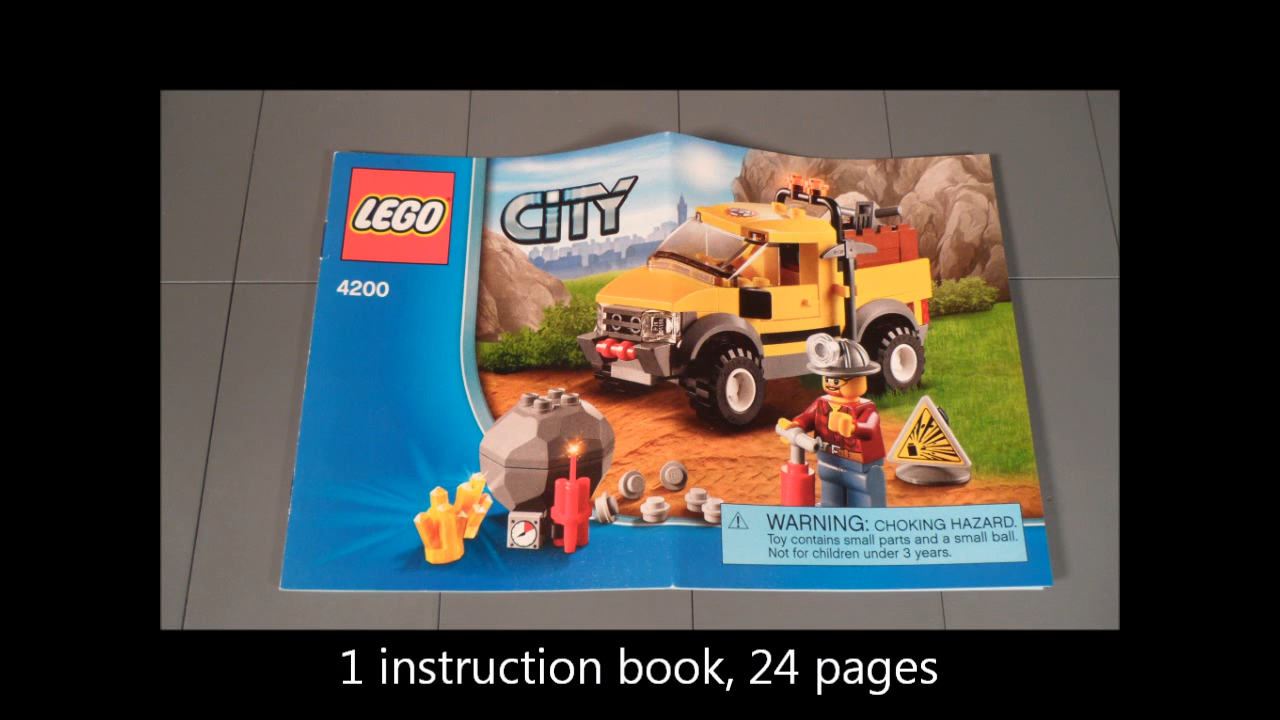 LEGO
CITY
4200
WARNING: CHOKING HAZARD.
Toy contains small parts and a small ball.
Not for children under 3 years.
1 instruction book, 24 pages